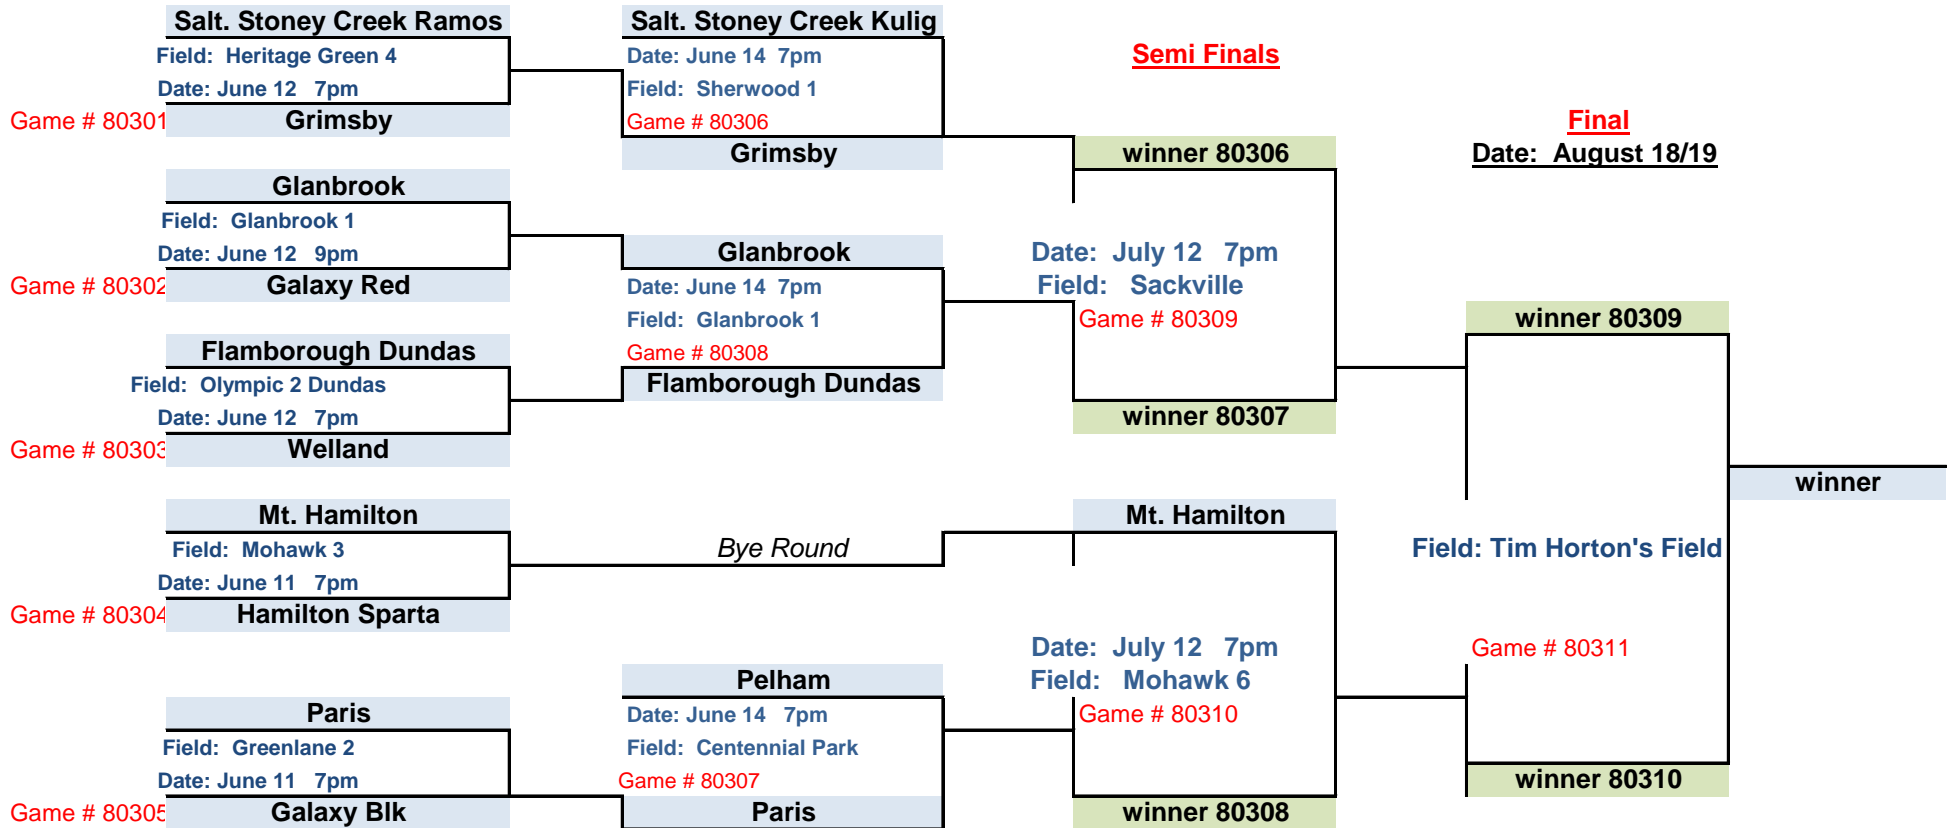 Salt. Stoney Creek Ramos
Field: Heritage Green 4
Date: June 12 7pm
Game # 80301
Grimsby
Glanbrook
Field: Glanbrook 1
Date: June 12 9pm
Game # 80302
Galaxy Red
Flamborough Dundas
Field: Olympic 2 Dundas
Date: June 12 7pm
Game # 80303
Welland
Mt. Hamilton
Field: Mohawk 3
Date: June 11 7pm
Game # 80304
Hamilton Sparta
Paris
Field: Greenlane 2
Date: June 11 7pm
Game # 80305
Galaxy Blk
Salt. Stoney Creek Kulig
Date: June 14 7pm
Field: Sherwood 1
Game # 80306
Grimsby
Glanbrook
Date: June 14 7pm
Field: Glanbrook 1
Game # 80308
Flamborough Dundas
Bye Round
Pelham
Date: June 14 7pm
Field: Centennial Park
Game # 80307
Paris
Semi Finals
winner 80306
Date: July 12 7pm
Field: Sackville
Game # 80309
winner 80307
Mt. Hamilton
Date: July 12 7pm
Field: Mohawk 6
Game # 80310
winner 80308
Final
Date: August 18/19
winner 80309
Field: Tim Horton's Field
Game # 80311
winner 80310
winner